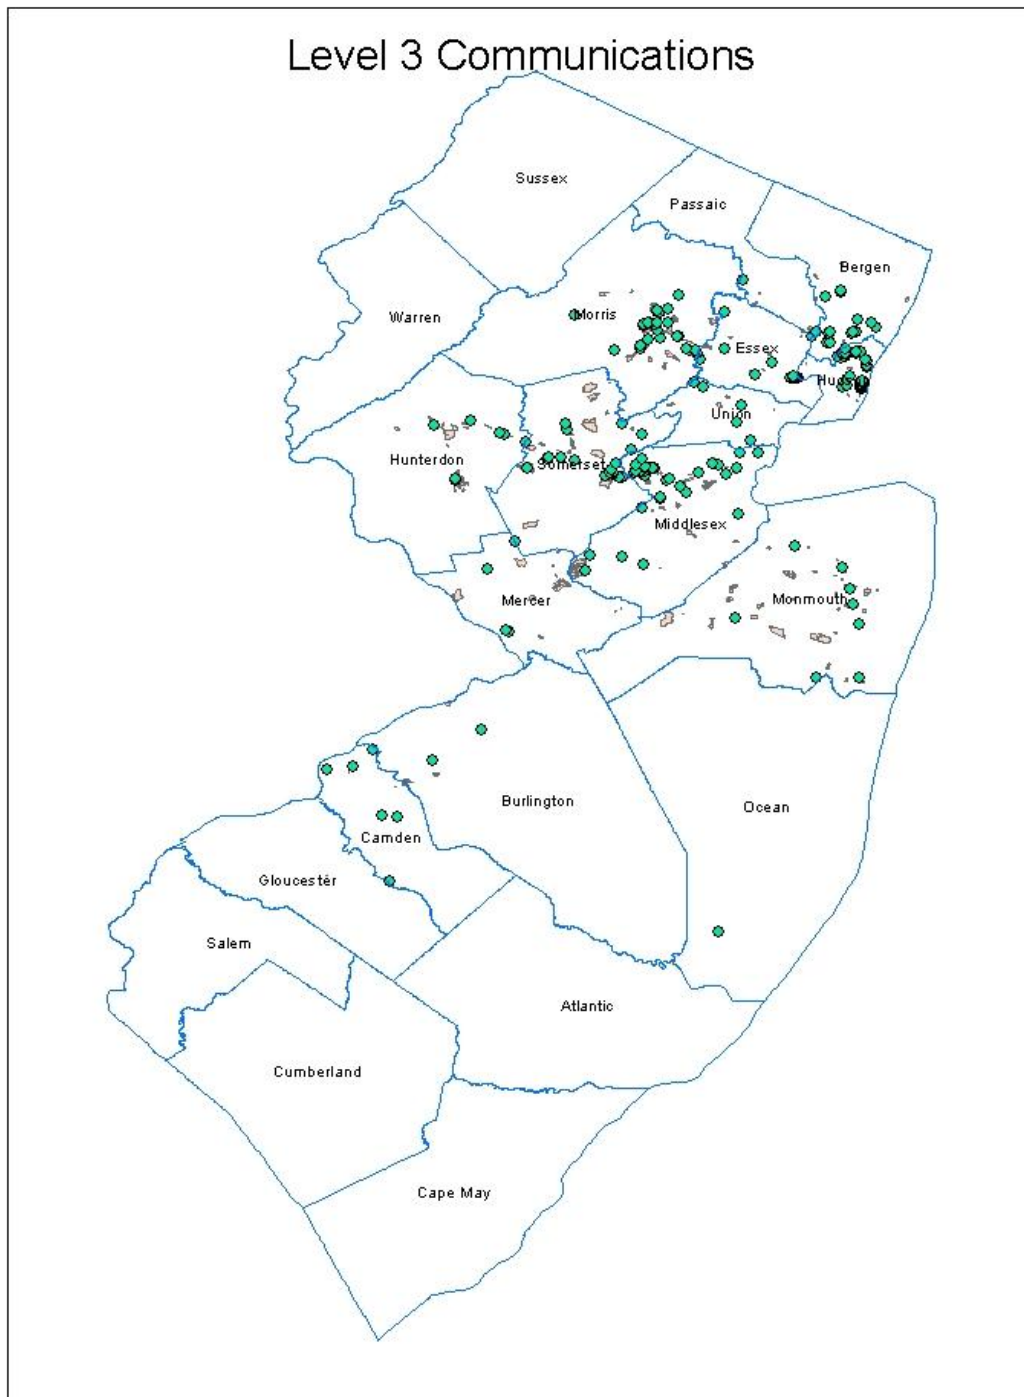 Level 3 Communications
Sussex
Passaic
Bergen
Warren
Morris
Essex
Hudson
Union
Hunterdon
Somerset
Middlesex
Mercer
Monmouth
Burlington
Ocean
Camden
Gloucester
Salem
Atlantic
Cumberland
Cape May